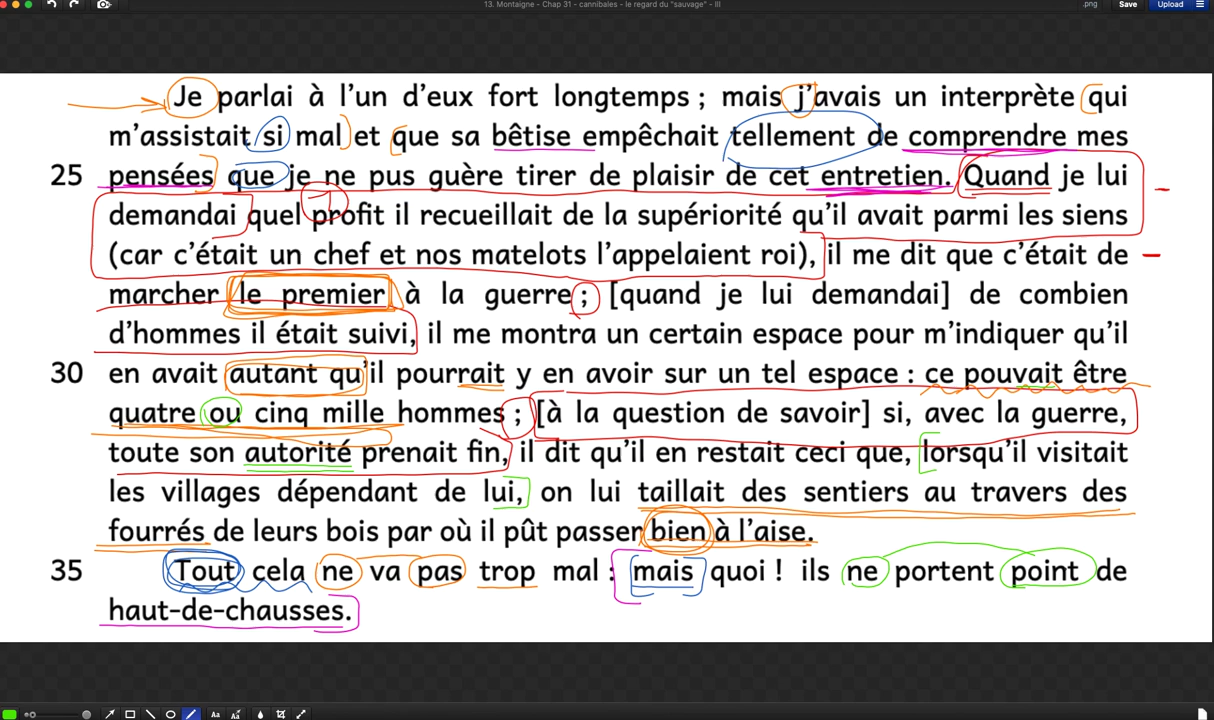 13. Montaigne - Chap 31 - cannibales - le regard du "sauvage" - III
.png
Save
Upload
Je parlai à l'un d'eux fort longtemps ; mais j'avais un interprète qui
m'assistait si mal et que sa bêtise empêchait tellement de comprendre mes
25 pensées que je ne pus guère tirer de plaisir de cet entretien. Quand je lui
demandai quel profit il recueillait de la supériorité qu'il avait parmi les siens
(car c'était un chef et nos matelots l'appelaient roi), il me dit que c'était de
marcher le premier à la guerre ; [quand je lui demandai] de combien
d'hommes il était suivi, il me montra un certain espace pour m'indiquer qu'il
30 en avait autant qu'il pourrait y en avoir sur un tel espace : ce pouvait être
quatre ou cinq mille hommes ; [à la question de savoir] si, avec la guerre,
toute son autorité prenait fin, il dit qu'il en restait ceci que, lorsqu'il visitait
les villages dépendant de lui, on lui taillait des sentiers au travers des
fourrés de leurs bois par où il pût passer bien à l'aise.
35 Tout cela ne va pas trop mal : mais quoi ! ils ne portent point de
haut-de-chausses.
Aa